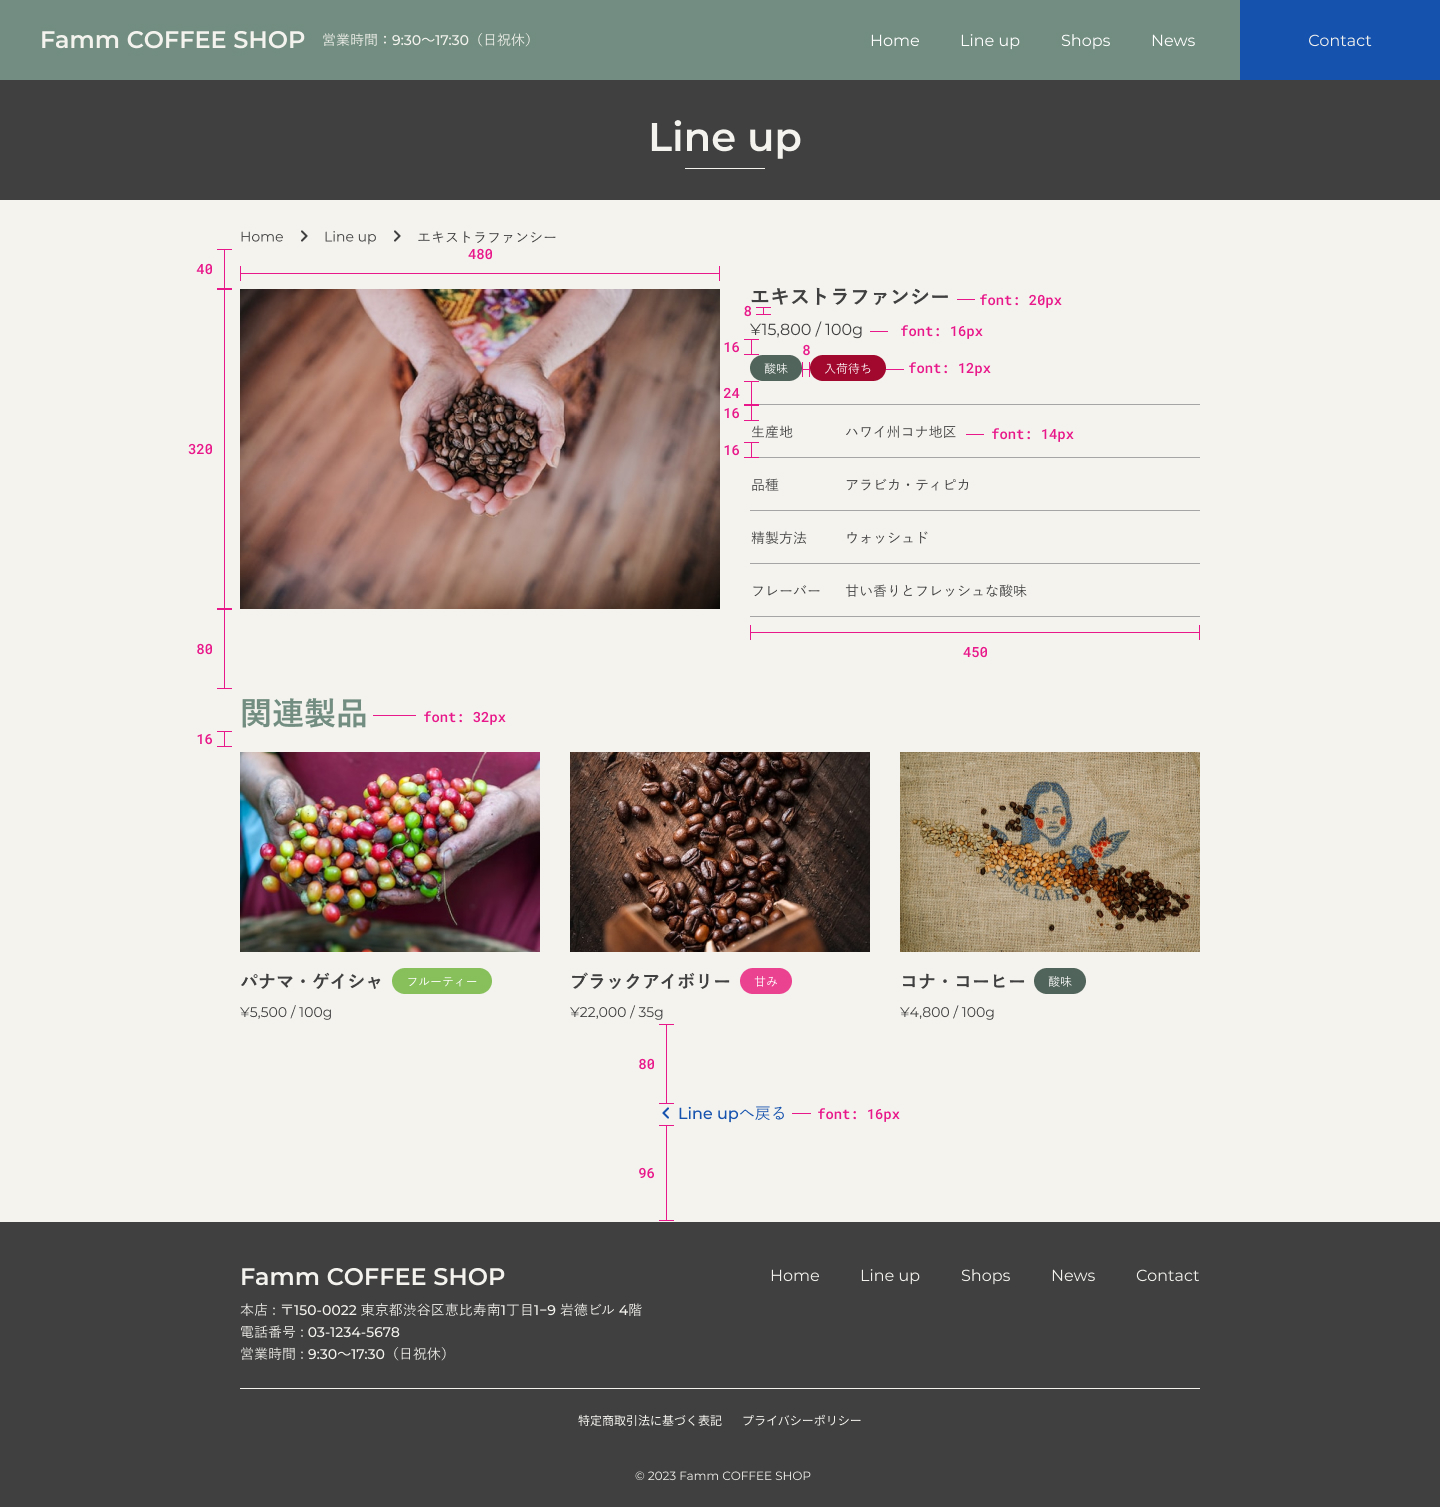 Famm COFFEE SHOP 営業時間：9:30〜17:30（日祝休） Home Line up Shops News Contact
Line up
Home Line up エキストラファンシー
480
40
エキストラファンシー font: 20px
8
¥15,800 / 100g font: 16px
16
8
酸味 入荷待ち font: 12px
24
16
生産地 ハワイ州コナ地区 font: 14px
16
320
品種 アラビカ・ティピカ
精製方法 ウォッシュド
フレーバー 甘い香りとフレッシュな酸味
80
450
関連製品 font: 32px
16
INCA LA H
パナマ・ゲイシャ フルーティー
¥5,500 / 100g
ブラックアイボリー 甘み
¥22,000 / 35g
コナ・コーヒー 酸味
¥4,800 / 100g
80
Line upへ戻る font: 16px
96
Famm COFFEE SHOP Home Line up Shops News Contact
本店 : 〒150-0022 東京都渋谷区恵比寿南1丁目1−9 岩徳ビル 4階
電話番号 : 03-1234-5678
営業時間 : 9:30〜17:30（日祝休）
特定商取引法に基づく表記 プライバシーポリシー
© 2023 Famm COFFEE SHOP